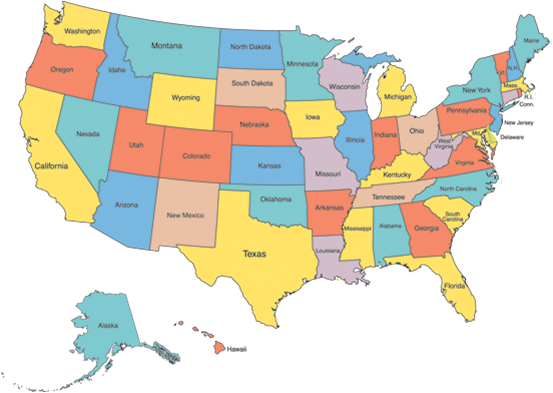 Washington
Oregon
California
Nevada
Idaho
Montana
Wyoming
Utah
Arizona
Colorado
New Mexico
North Dakota
South Dakota
Nebraska
Kansas
Oklahoma
Texas
Minnesota
Iowa
Missouri
Arkansas
Louisiana
Wisconsin
Illinois
Michigan
Indiana
Ohio
Kentucky
Tennessee
Mississippi
Alabama
Georgia
Florida
South
Carolina
North Carolina
Virginia
West
Virginia
Pennsylvania
New York
Maine
Vt.
N.H.
Mass.
R.I.
Conn.
New Jersey
Delaware
Md.
Alaska
Hawaii